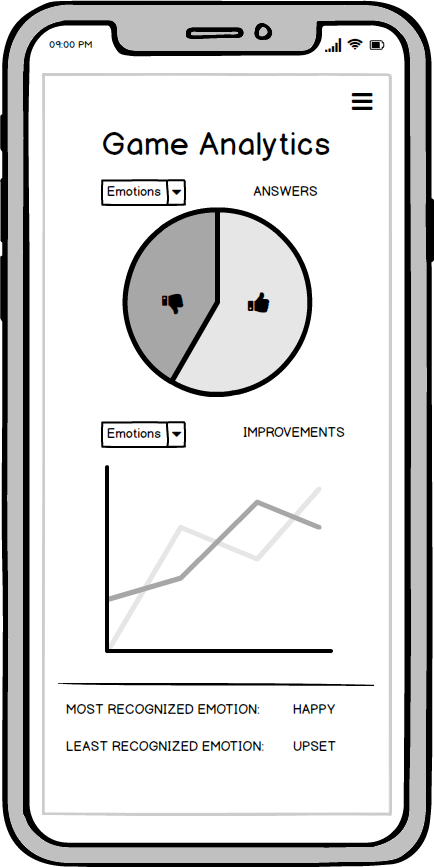 09:00 PM
Game Analytics
Emotions ANSWERS
Emotions IMPROVEMENTS
MOST RECOGNIZED EMOTION: HAPPY
LEAST RECOGNIZED EMOTION: UPSET